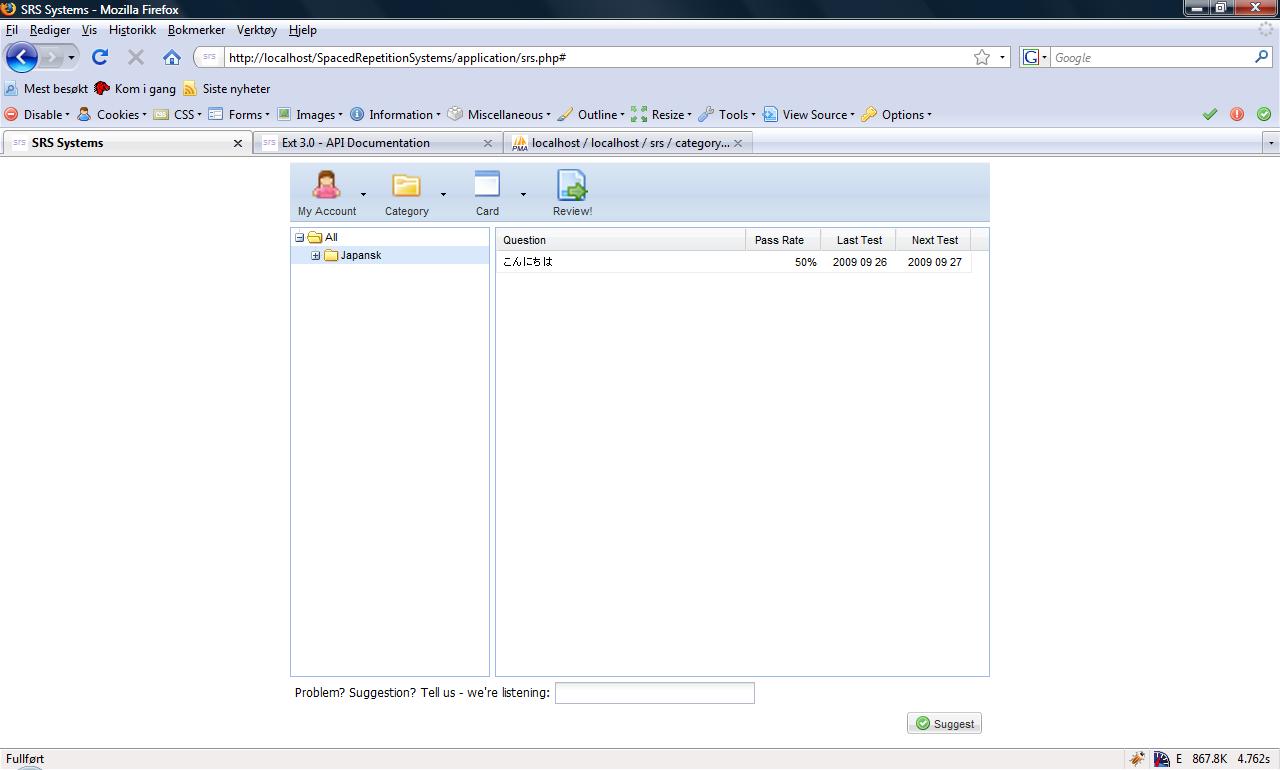 SRS Systems - Mozilla Firefox
Fil Rediger Vis Historikk Bokmerker Verktøy Hjelp
srs http://localhost/SpacedRepetitionSystems/application/srs.php# G Google
Mest besøkt Kom i gang Siste nyheter
Disable Cookies CSS Forms Images Information Miscellaneous Outline Resize Tools View Source Options
srs SRS Systems srs Ext 3.0 - API Documentation PMA localhost / localhost / srs / category...
My Account Category Card Review!
All
Japansk
Question Pass Rate Last Test Next Test
こんにちは 50% 2009 09 26 2009 09 27
Problem? Suggestion? Tell us - we're listening:
Suggest
Fullført E 867.8K 4.762s